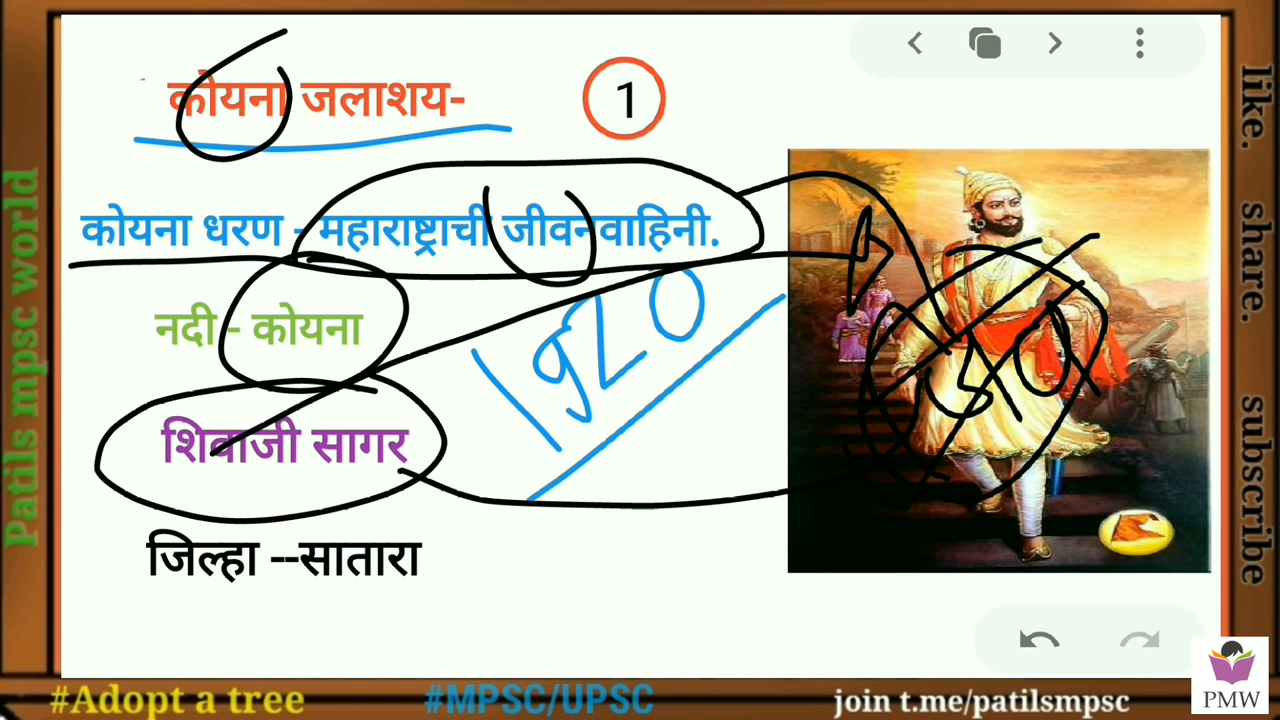 कोयना जलाशय-
1
कोयना धरण - महाराष्ट्राची जीवनवाहिनी.
नदी - कोयना
1920
शिवाजी सागर
जिल्हा --सातारा
Patils mpsc world
like. share. subscribe
#Adopt a tree
#MPSC/UPSC
join t.me/patilsmpsc
PMW